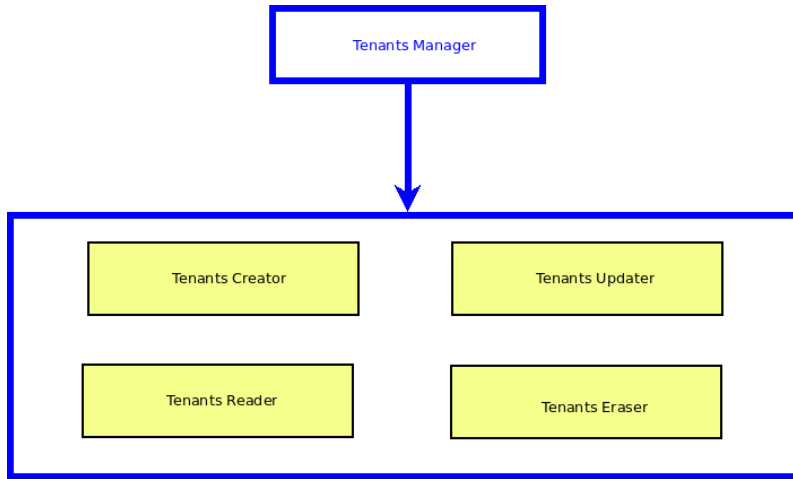 Tenants Manager
Tenants Creator
Tenants Updater
Tenants Reader
Tenants Eraser